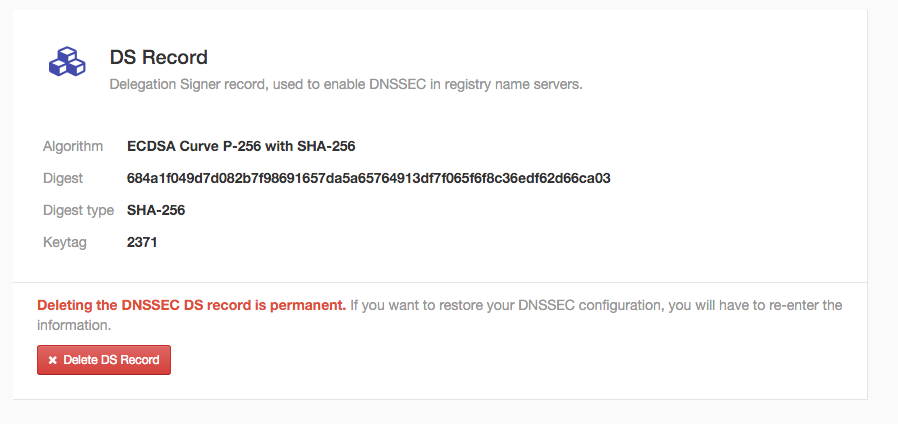 DS Record
Delegation Signer record, used to enable DNSSEC in registry name servers.
Algorithm ECDSA Curve P-256 with SHA-256
Digest 684a1f049d7d082b7f98691657da5a65764913df7f065f6f8c36edf62d66ca03
Digest type SHA-256
Keytag 2371
Deleting the DNSSEC DS record is permanent. If you want to restore your DNSSEC configuration, you will have to re-enter the
information.
✖ Delete DS Record